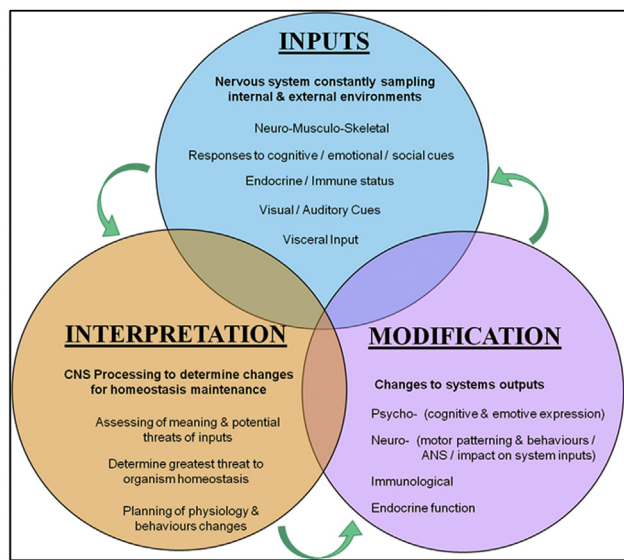 INPUTS
Nervous system constantly sampling
internal & external environments
Neuro-Musculo-Skeletal
Responses to cognitive / emotional / social cues
Endocrine / Immune status
Visual / Auditory Cues
Visceral Input
INTERPRETATION
CNS Processing to determine changes
for homeostasis maintenance
Assessing of meaning & potential
threats of inputs
Determine greatest threat to
organism homeostasis
Planning of physiology &
behaviours changes
MODIFICATION
Changes to systems outputs
Psycho- (cognitive & emotive expression)
Neuro- (motor patterning & behaviours /
ANS / impact on system inputs)
Immunological
Endocrine function